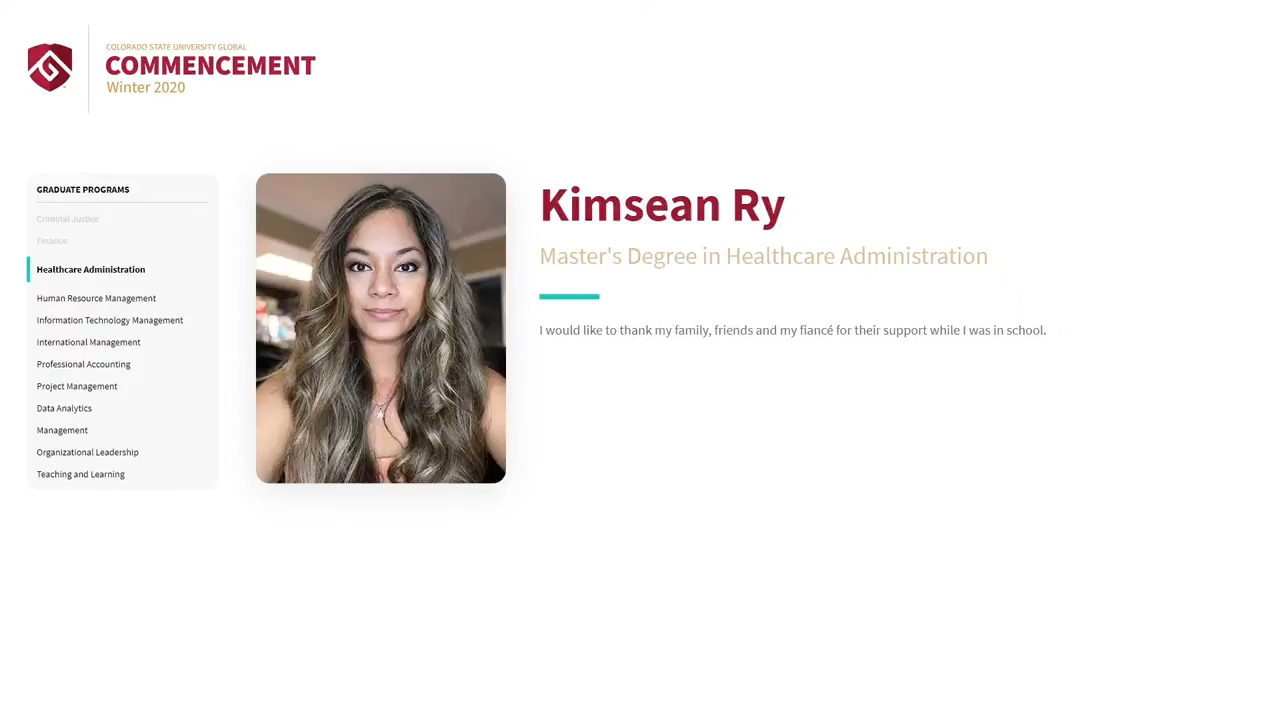 COLORADO STATE UNIVERSITY GLOBAL
COMMENCEMENT
Winter 2020
GRADUATE PROGRAMS
Criminal Justice
Finance
Healthcare Administration
Human Resource Management
Information Technology Management
International Management
Professional Accounting
Project Management
Data Analytics
Management
Organizational Leadership
Teaching and Learning
Kimsean Ry
Master's Degree in Healthcare Administration
I would like to thank my family, friends and my fiancé for their support while I was in school.